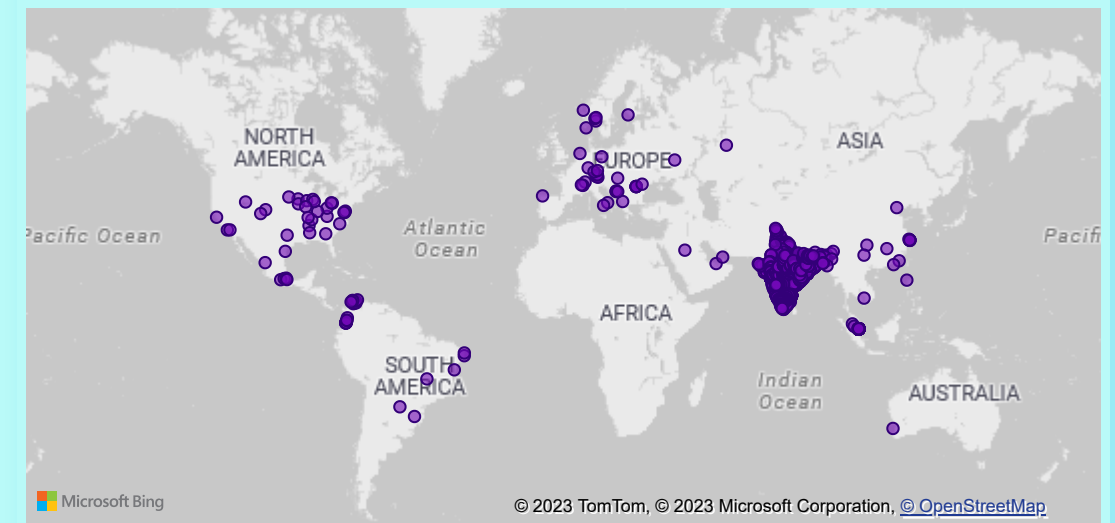 NORTH
AMERICA
EUROPE
ASIA
Pacific Ocean
Atlantic
Ocean
Pacifi
AFRICA
SOUTH
AMERICA
Indian
Ocean
AUSTRALIA
Microsoft Bing
© 2023 TomTom, © 2023 Microsoft Corporation, © OpenStreetMap